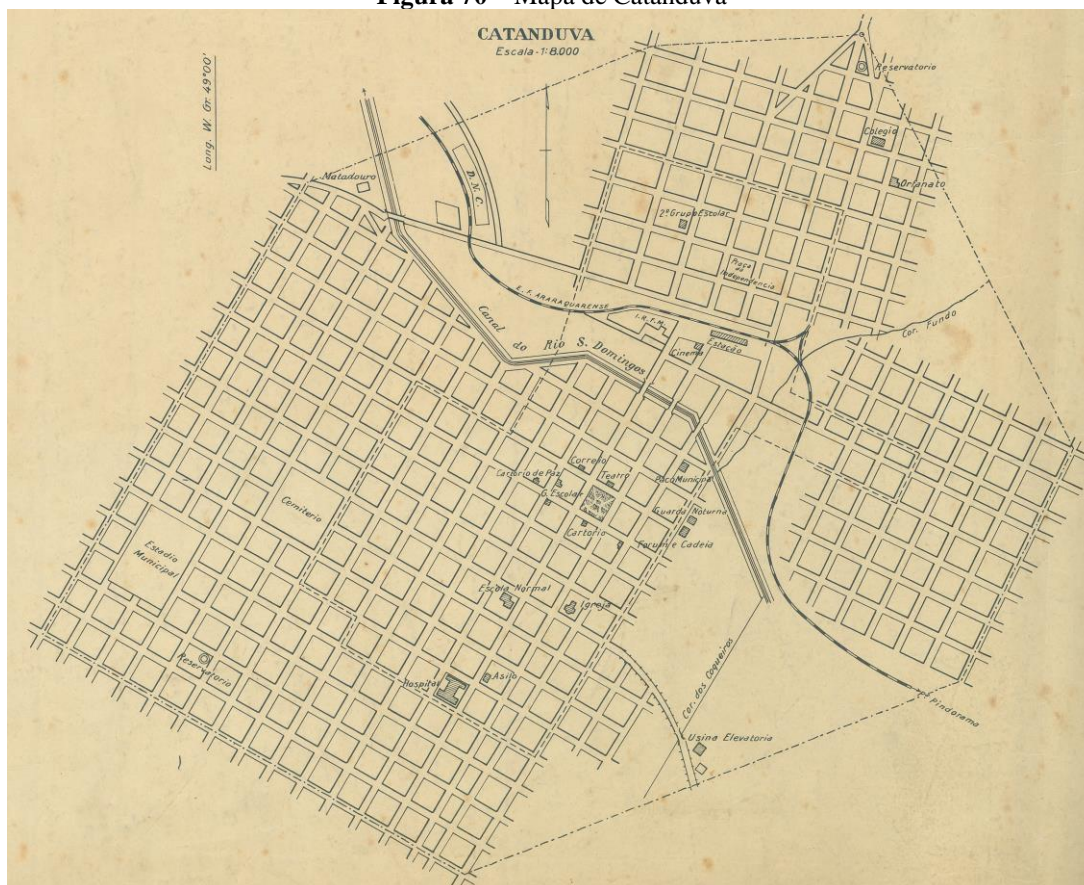 Figura 76 – Mapa de Catanduva
CATANDUVA
Escala - 1:8.000
Long. W. Gr. 49°00'
Reservatorio
Colegio
Orfanato
Matadouro
D. N. C.
2º Grupo Escolar
Praça da
Independencia
E. F. ARARAQUARENSE
I. R. F. M.
Estação
Cinema
Cor. Fundo
Canal do Rio S. Domingos
Correio
Cartorio de Paz
Teatro
G. Escolar
Paço Municipal
Guarda Noturna
Cartorio
Forum e Cadeia
Cemiterio
Estadio
Municipal
Escola Normal
Igreja
Reservatorio
Hospital
Asilo
Cor. dos Coqueiros
Pindorama
Usina Elevatoria